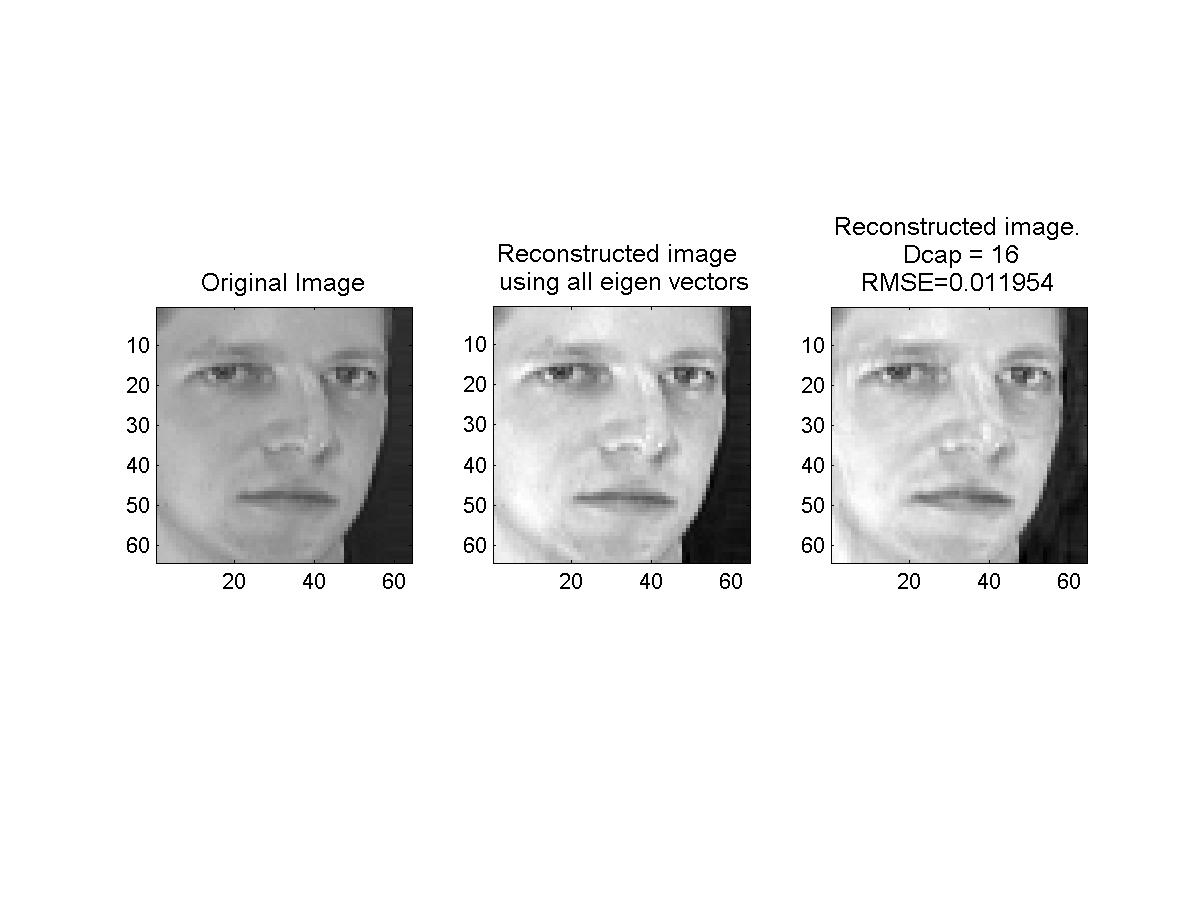 Original Image
10
20
30
40
50
60
20 40 60
Reconstructed image
using all eigen vectors
10
20
30
40
50
60
20 40 60
Reconstructed image.
Dcap = 16
RMSE=0.011954
10
20
30
40
50
60
20 40 60